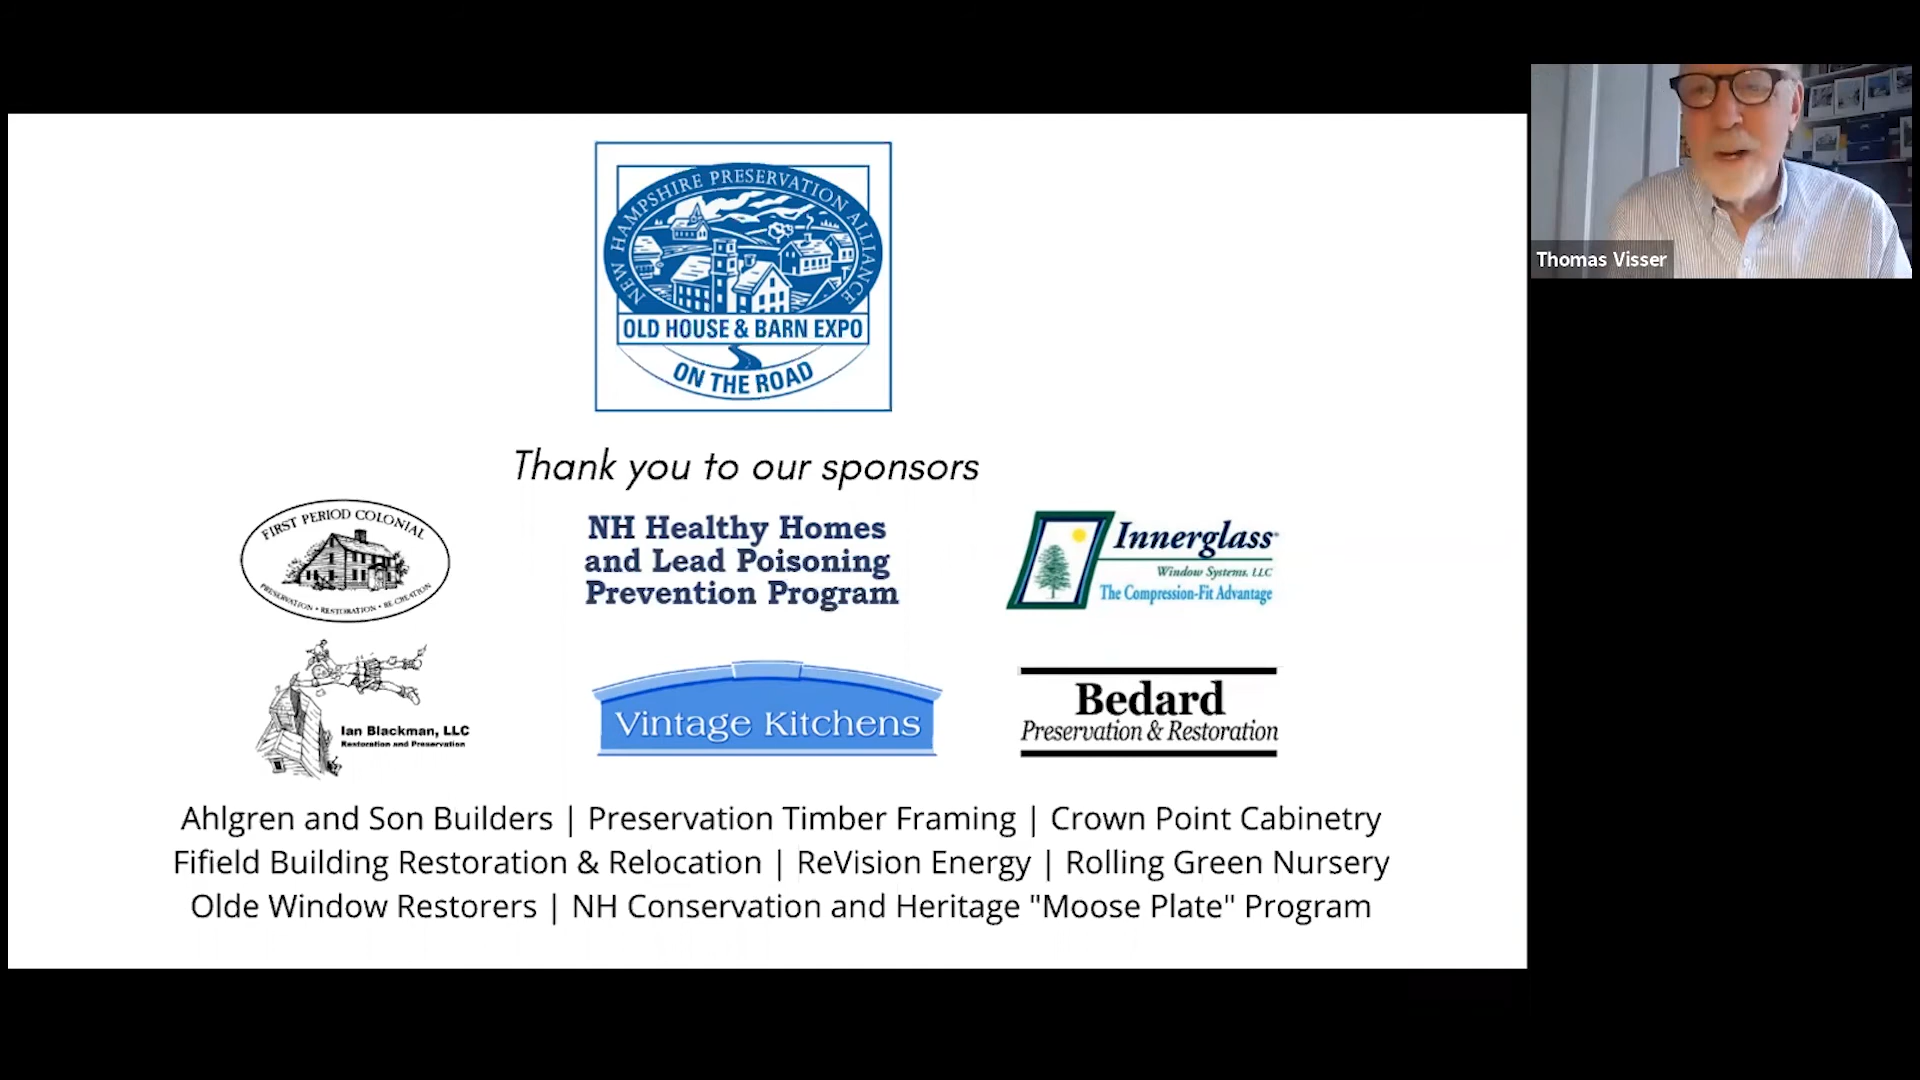 NEW HAMPSHIRE PRESERVATION ALLIANCE
OLD HOUSE & BARN EXPO
ON THE ROAD
Thomas Visser
Thank you to our sponsors
FIRST PERIOD COLONIAL
PRESERVATION • RESTORATION • RE-CREATION
NH Healthy Homes
and Lead Poisoning
Prevention Program
Innerglass
Window Systems, LLC
The Compression-Fit Advantage
Ian Blackman, LLC
Restoration and Preservation
Vintage Kitchens
Bedard
Preservation & Restoration
Ahlgren and Son Builders | Preservation Timber Framing | Crown Point Cabinetry
Fifield Building Restoration & Relocation | ReVision Energy | Rolling Green Nursery
Olde Window Restorers | NH Conservation and Heritage "Moose Plate" Program